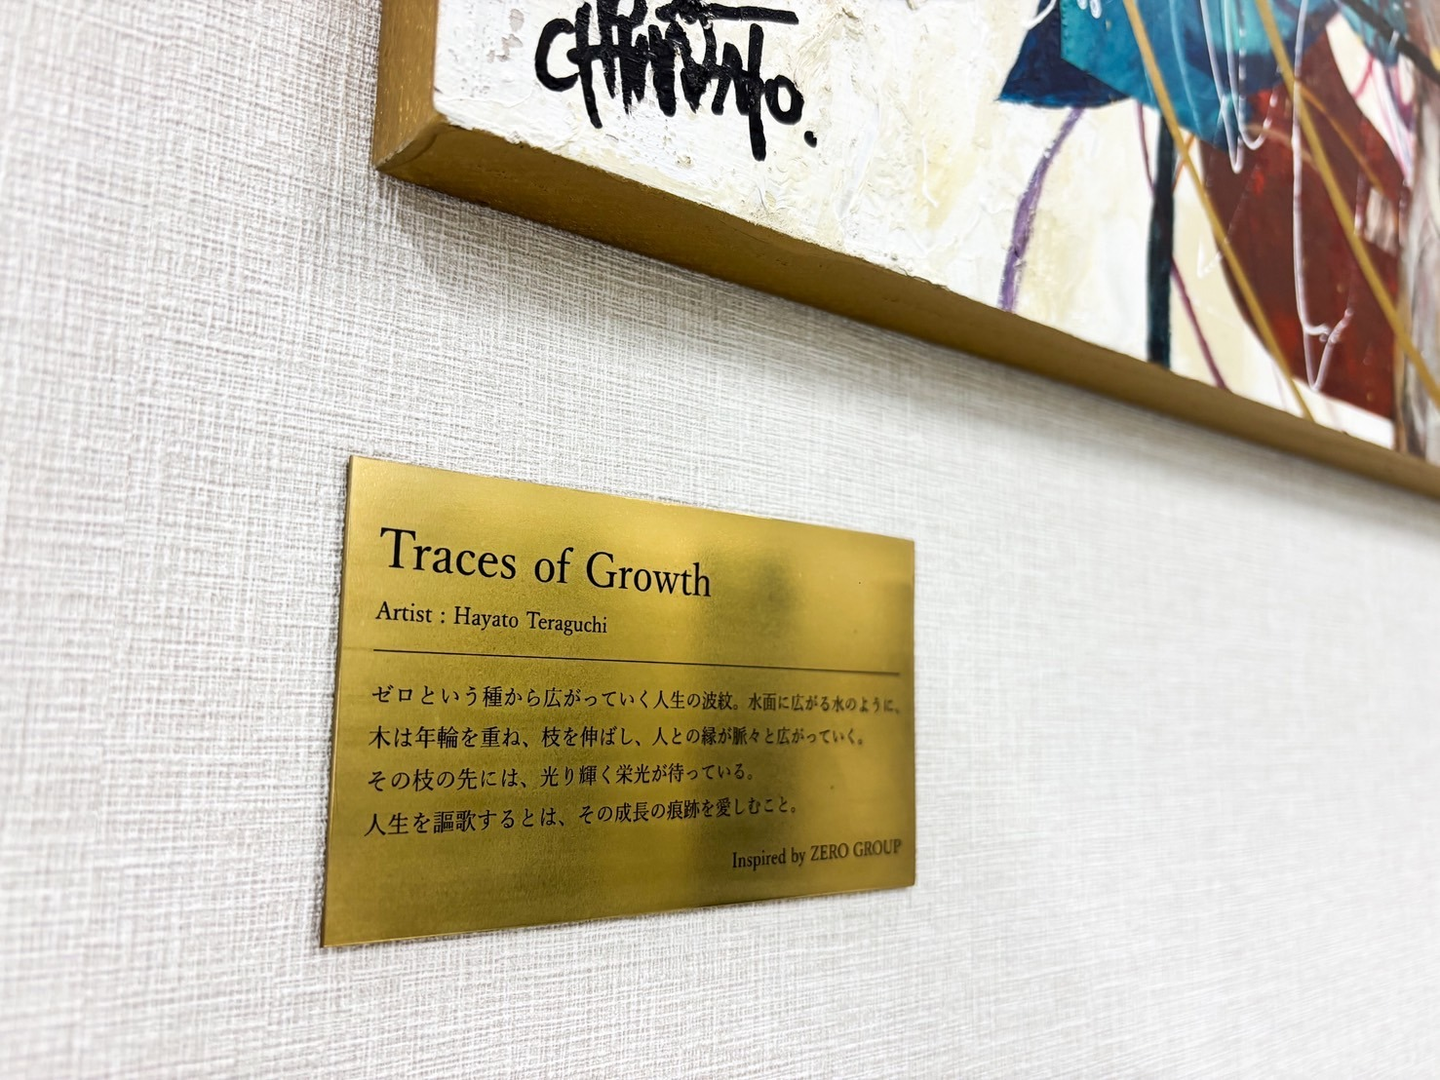 Traces of Growth
Artist : Hayato Teraguchi
ゼロという種から広がっていく人生の波紋。水面に広がる水のように、
木は年輪を重ね、枝を伸ばし、人との縁が脈々と広がっていく。
その枝の先には、光り輝く栄光が待っている。
人生を謳歌するとは、その成長の痕跡を愛しむこと。
Inspired by ZERO GROUP